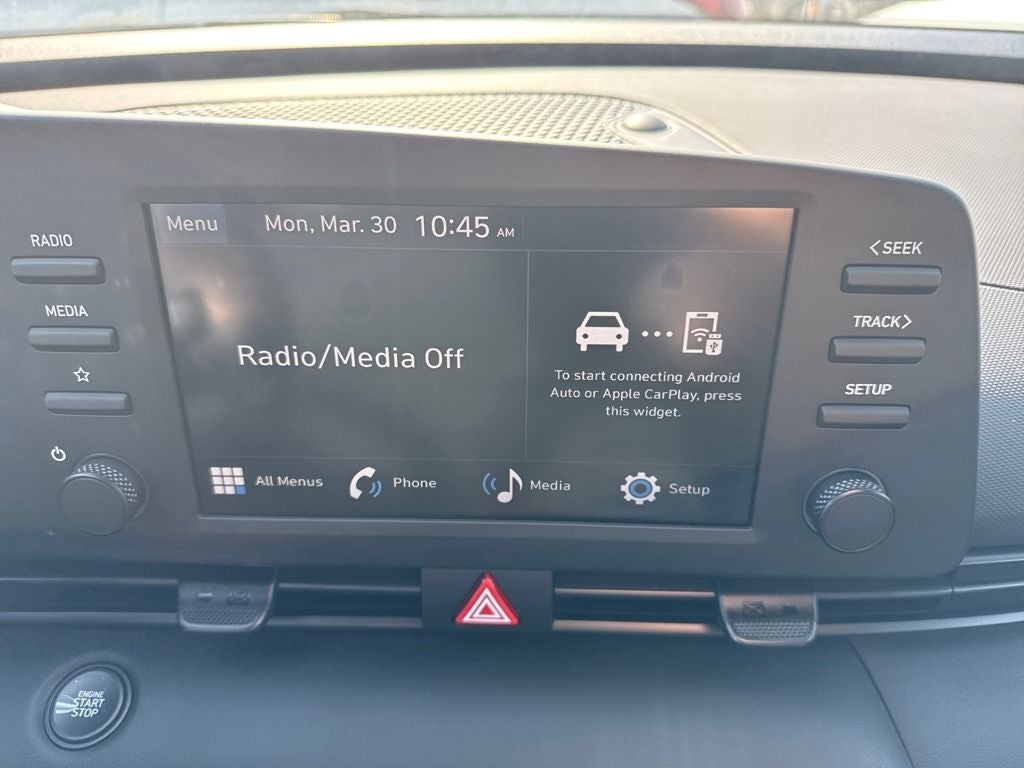 Menu Mon, Mar. 30 10:45 AM
RADIO
MEDIA
Radio/Media Off
To start connecting Android
Auto or Apple CarPlay, press
this widget.
All Menus Phone Media Setup
<SEEK
TRACK>
SETUP
ENGINE
START
STOP